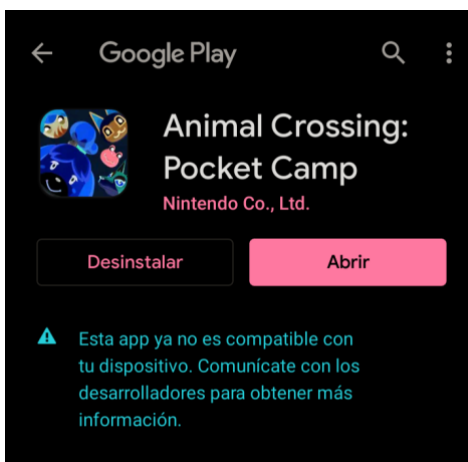 Google Play
Animal Crossing:
Pocket Camp
Nintendo Co., Ltd.
Desinstalar
Abrir
Esta app ya no es compatible con
tu dispositivo. Comunícate con los
desarrolladores para obtener más
información.